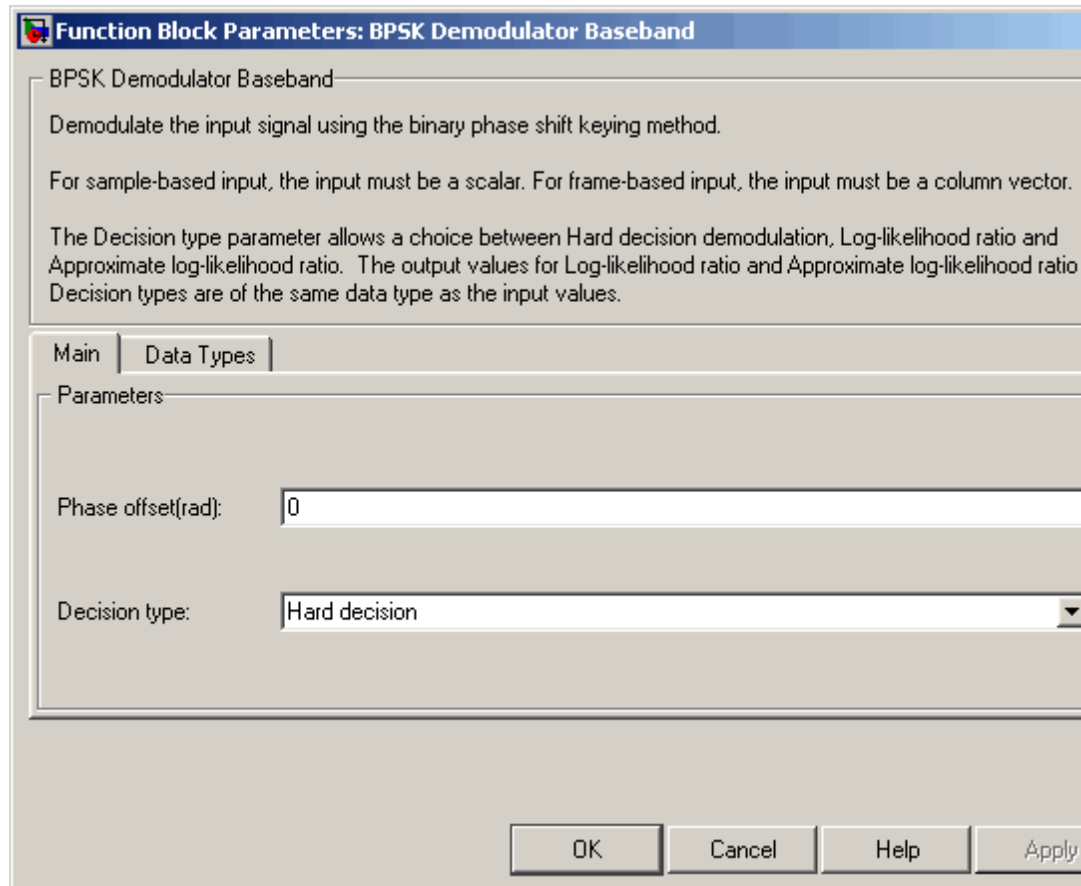 Function Block Parameters: BPSK Demodulator Baseband
BPSK Demodulator Baseband
Demodulate the input signal using the binary phase shift keying method.
For sample-based input, the input must be a scalar. For frame-based input, the input must be a column vector.
The Decision type parameter allows a choice between Hard decision demodulation, Log-likelihood ratio and
Approximate log-likelihood ratio.  The output values for Log-likelihood ratio and Approximate log-likelihood ratio
Decision types are of the same data type as the input values.
Main Data Types
Parameters
Phase offset(rad): 0
Decision type: Hard decision
OK Cancel Help Apply